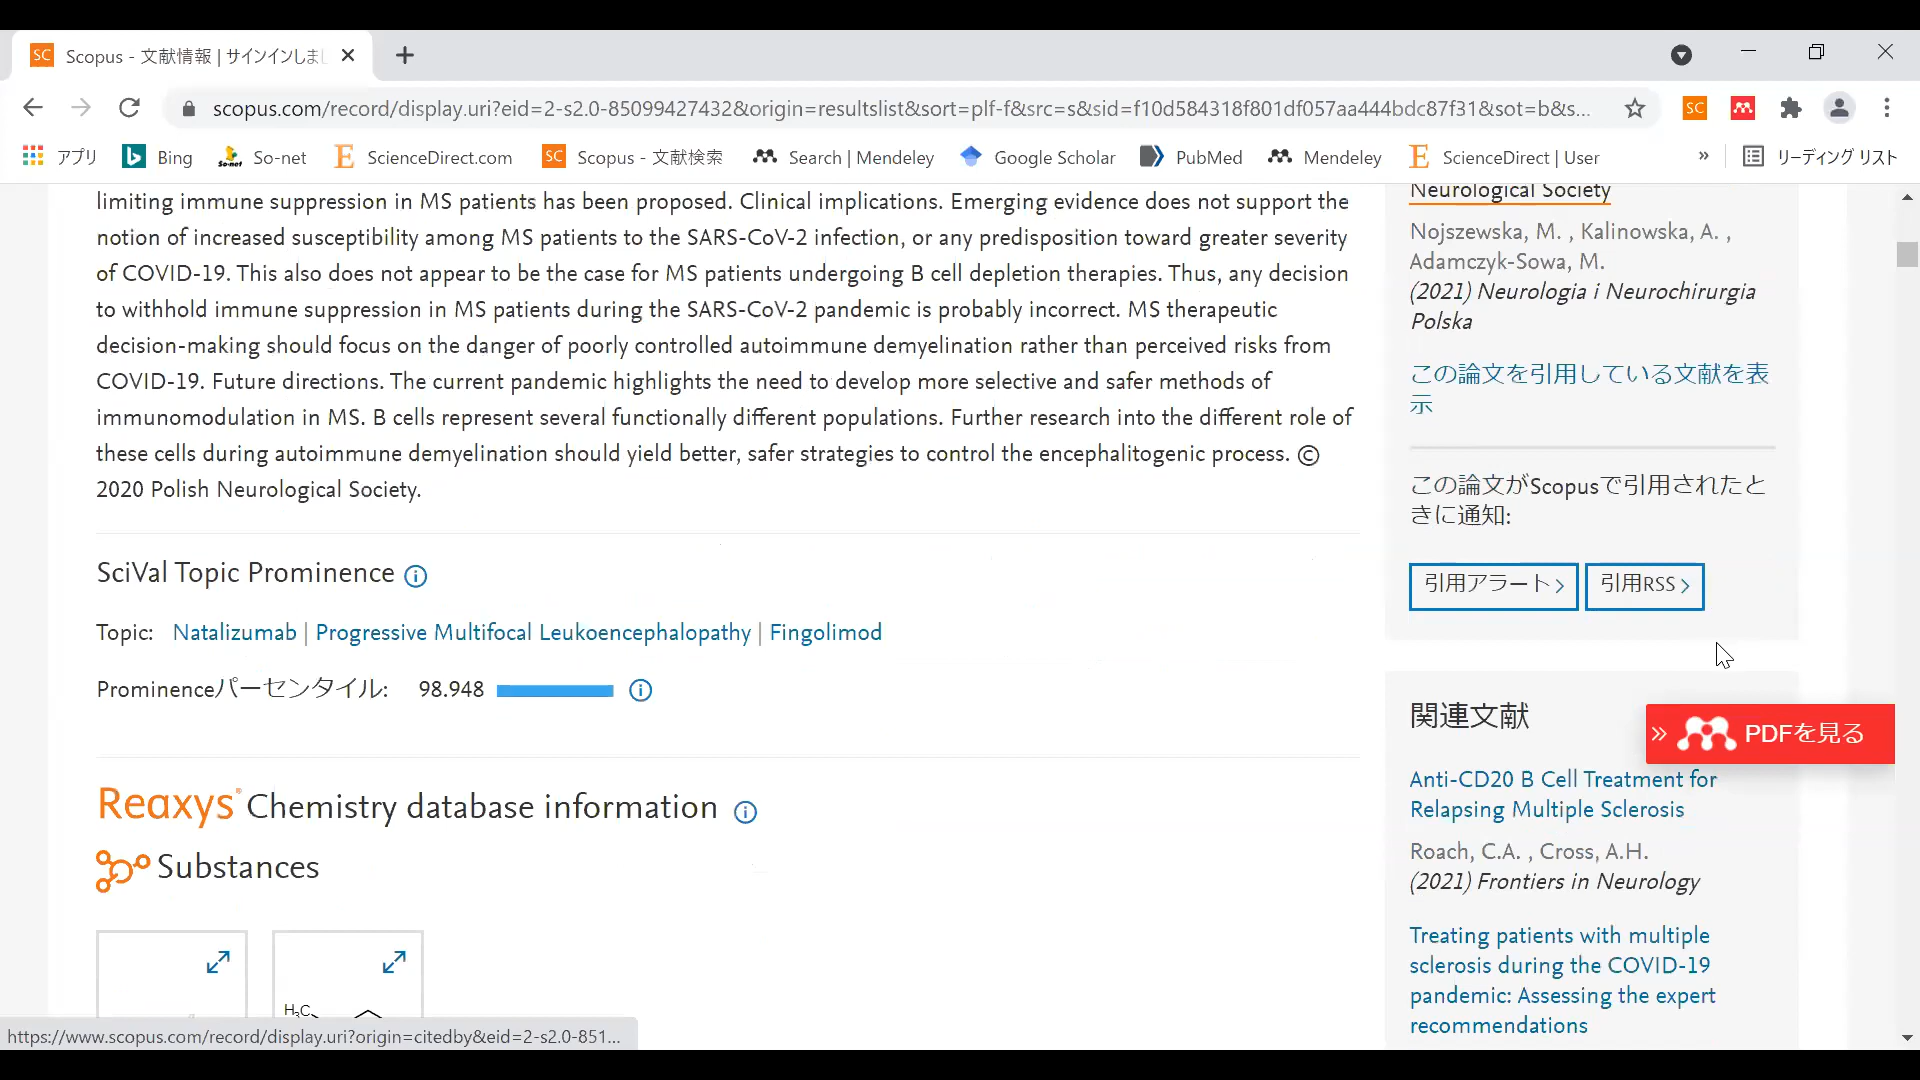 Scopus - 文献情報 | サインインしまし
scopus.com/record/display.uri?eid=2-s2.0-85099427432&origin=resultslist&sort=plf-f&src=s&sid=f10d584318f801df057aa444bdc87f31&sot=b&s...
アプリ Bing So-net ScienceDirect.com Scopus - 文献検索 Search | Mendeley Google Scholar PubMed Mendeley ScienceDirect | User » リーディング リスト
limiting immune suppression in MS patients has been proposed. Clinical implications. Emerging evidence does not support the
notion of increased susceptibility among MS patients to the SARS-CoV-2 infection, or any predisposition toward greater severity
of COVID-19. This also does not appear to be the case for MS patients undergoing B cell depletion therapies. Thus, any decision
to withhold immune suppression in MS patients during the SARS-CoV-2 pandemic is probably incorrect. MS therapeutic
decision-making should focus on the danger of poorly controlled autoimmune demyelination rather than perceived risks from
COVID-19. Future directions. The current pandemic highlights the need to develop more selective and safer methods of
immunomodulation in MS. B cells represent several functionally different populations. Further research into the different role of
these cells during autoimmune demyelination should yield better, safer strategies to control the encephalitogenic process. ©
2020 Polish Neurological Society.
SciVal Topic Prominence
Topic: Natalizumab | Progressive Multifocal Leukoencephalopathy | Fingolimod
Prominenceパーセンタイル: 98.948
Reaxys® Chemistry database information
Substances
H₃C
Neurological Society
Nojszewska, M. , Kalinowska, A. ,
Adamczyk-Sowa, M.
(2021) Neurologia i Neurochirurgia
Polska
この論文を引用している文献を表
示
この論文がScopusで引用されたと
きに通知:
引用アラート 引用RSS
関連文献
» PDFを見る
Anti-CD20 B Cell Treatment for
Relapsing Multiple Sclerosis
Roach, C.A. , Cross, A.H.
(2021) Frontiers in Neurology
Treating patients with multiple
sclerosis during the COVID-19
pandemic: Assessing the expert
recommendations
https://www.scopus.com/record/display.uri?origin=citedby&eid=2-s2.0-851...